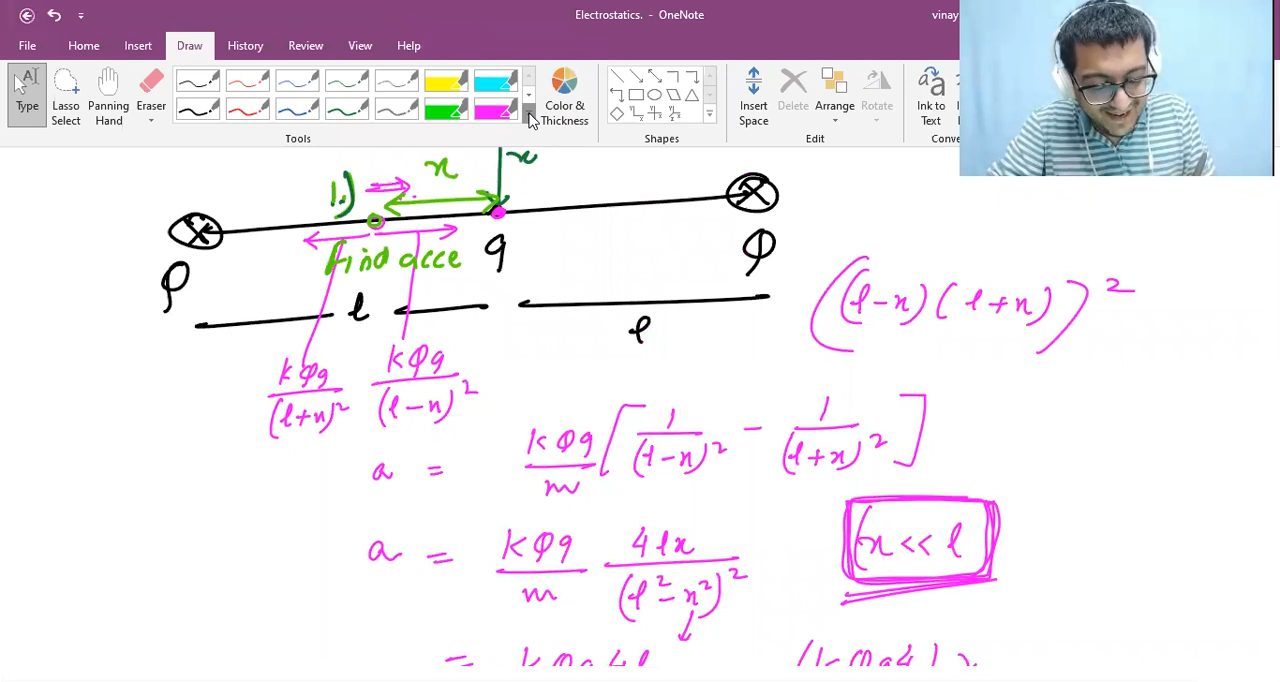 Electrostatics. - OneNote
vinay
File Home Insert Draw History Review View Help
Type
Lasso Select
Panning Hand
Eraser
Color & Thickness
Insert Space
Delete
Arrange
Rotate
Ink to Text
Tools
Shapes
Edit
Conve
x
x
1.)
Find acce
q
Q
Q
l
l
((l-x)(l+x))²
kQq/(l+x)²
kQq/(l-x)²
a = kQq/m [1/(l-x)² - 1/(l+x)²]
a = kQq/m 4lx/(l²-x²)²
x << l